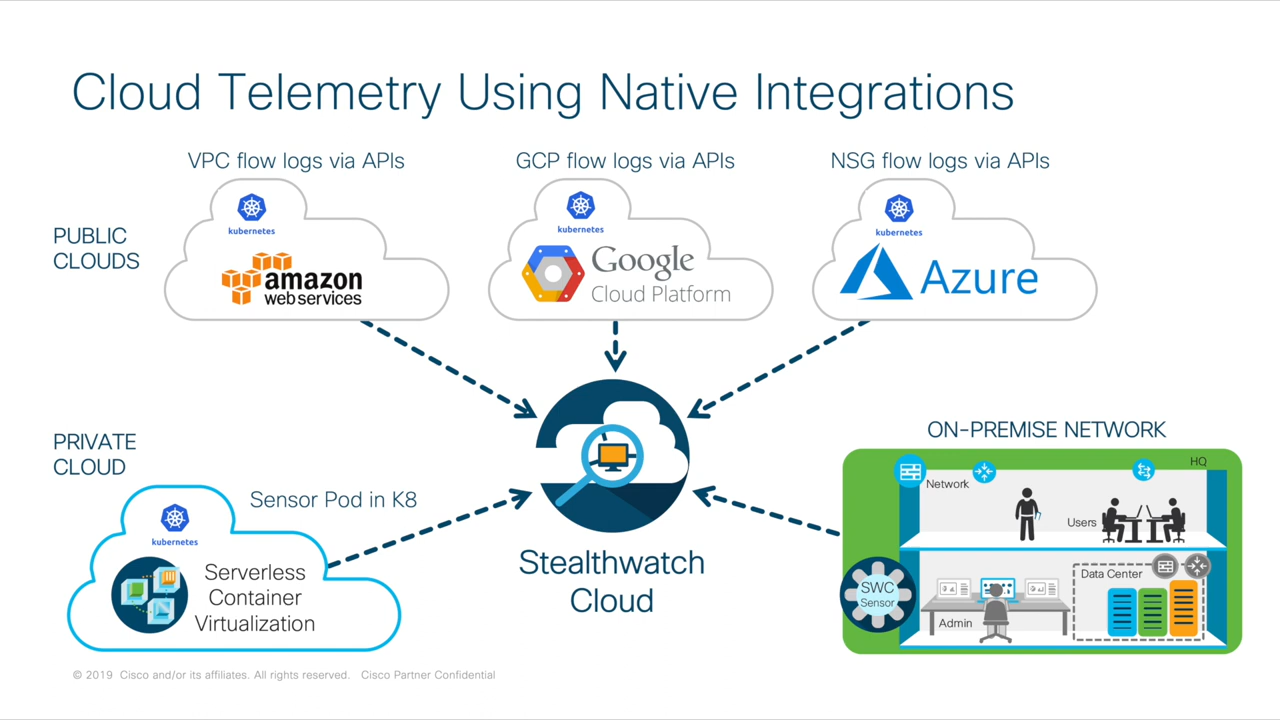 Cloud Telemetry Using Native Integrations
VPC flow logs via APIs
GCP flow logs via APIs
NSG flow logs via APIs
PUBLIC
CLOUDS
kubernetes
amazon
web services
kubernetes
Google
Cloud Platform
kubernetes
Azure
PRIVATE
CLOUD
Sensor Pod in K8
kubernetes
Serverless
Container
Virtualization
Stealthwatch
Cloud
ON-PREMISE NETWORK
HQ
Network
Users
SWC
Sensor
Data Center
Admin
© 2019 Cisco and/or its affiliates. All rights reserved. Cisco Partner Confidential